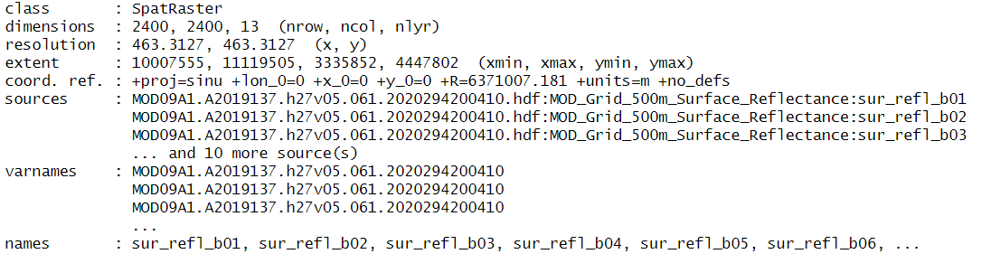 class       : SpatRaster
dimensions  : 2400, 2400, 13  (nrow, ncol, nlyr)
resolution  : 463.3127, 463.3127  (x, y)
extent      : 10007555, 11119505, 3335852, 4447802  (xmin, xmax, ymin, ymax)
coord. ref. : +proj=sinu +lon_0=0 +x_0=0 +y_0=0 +R=6371007.181 +units=m +no_defs
sources     : MOD09A1.A2019137.h27v05.061.2020294200410.hdf:MOD_Grid_500m_Surface_Reflectance:sur_refl_b01
              MOD09A1.A2019137.h27v05.061.2020294200410.hdf:MOD_Grid_500m_Surface_Reflectance:sur_refl_b02
              MOD09A1.A2019137.h27v05.061.2020294200410.hdf:MOD_Grid_500m_Surface_Reflectance:sur_refl_b03
              ... and 10 more source(s)
varnames    : MOD09A1.A2019137.h27v05.061.2020294200410
              MOD09A1.A2019137.h27v05.061.2020294200410
              MOD09A1.A2019137.h27v05.061.2020294200410
              ...
names       : sur_refl_b01, sur_refl_b02, sur_refl_b03, sur_refl_b04, sur_refl_b05, sur_refl_b06, ...